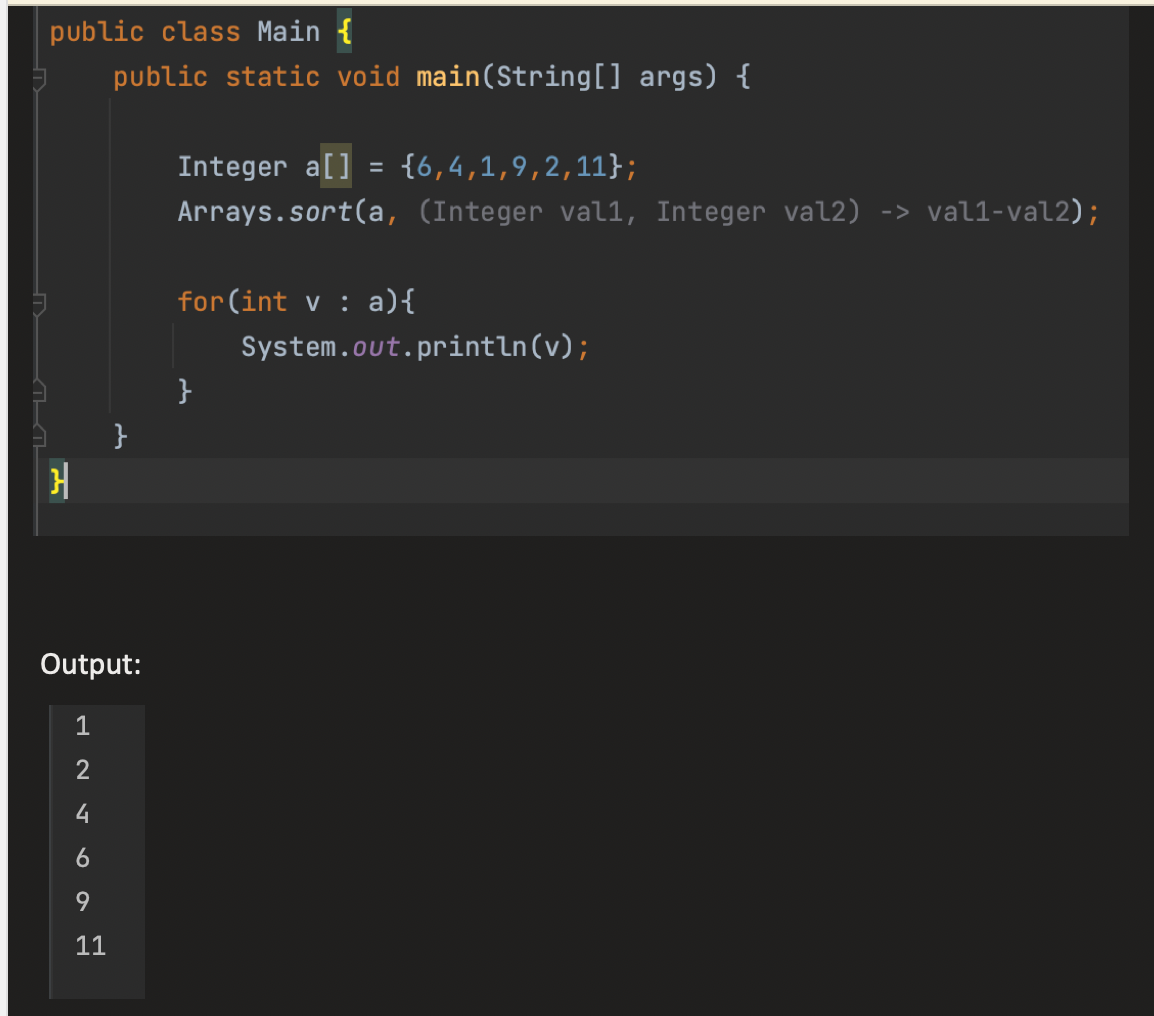 public class Main {
    public static void main(String[] args) {
        Integer a[] = {6,4,1,9,2,11};
        Arrays.sort(a, (Integer val1, Integer val2) -> val1-val2);
        for(int v : a){
            System.out.println(v);
        }
    }
}
Output:
1
2
4
6
9
11